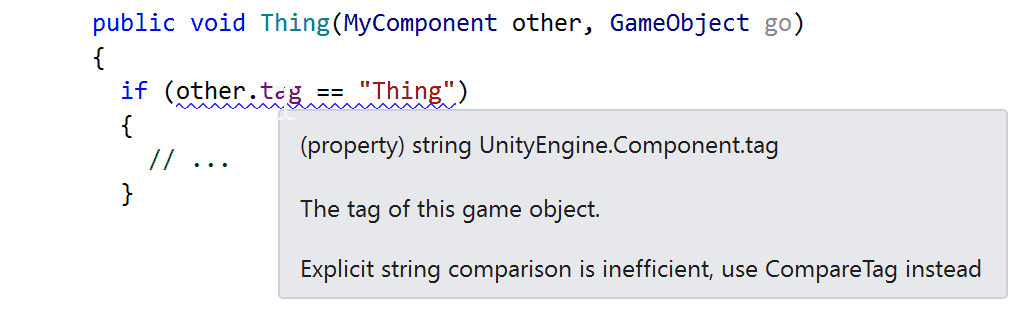 public void Thing(MyComponent other, GameObject go)
{
if (other.tag == "Thing")
{
// ...
}
(property) string UnityEngine.Component.tag
The tag of this game object.
Explicit string comparison is inefficient, use CompareTag instead